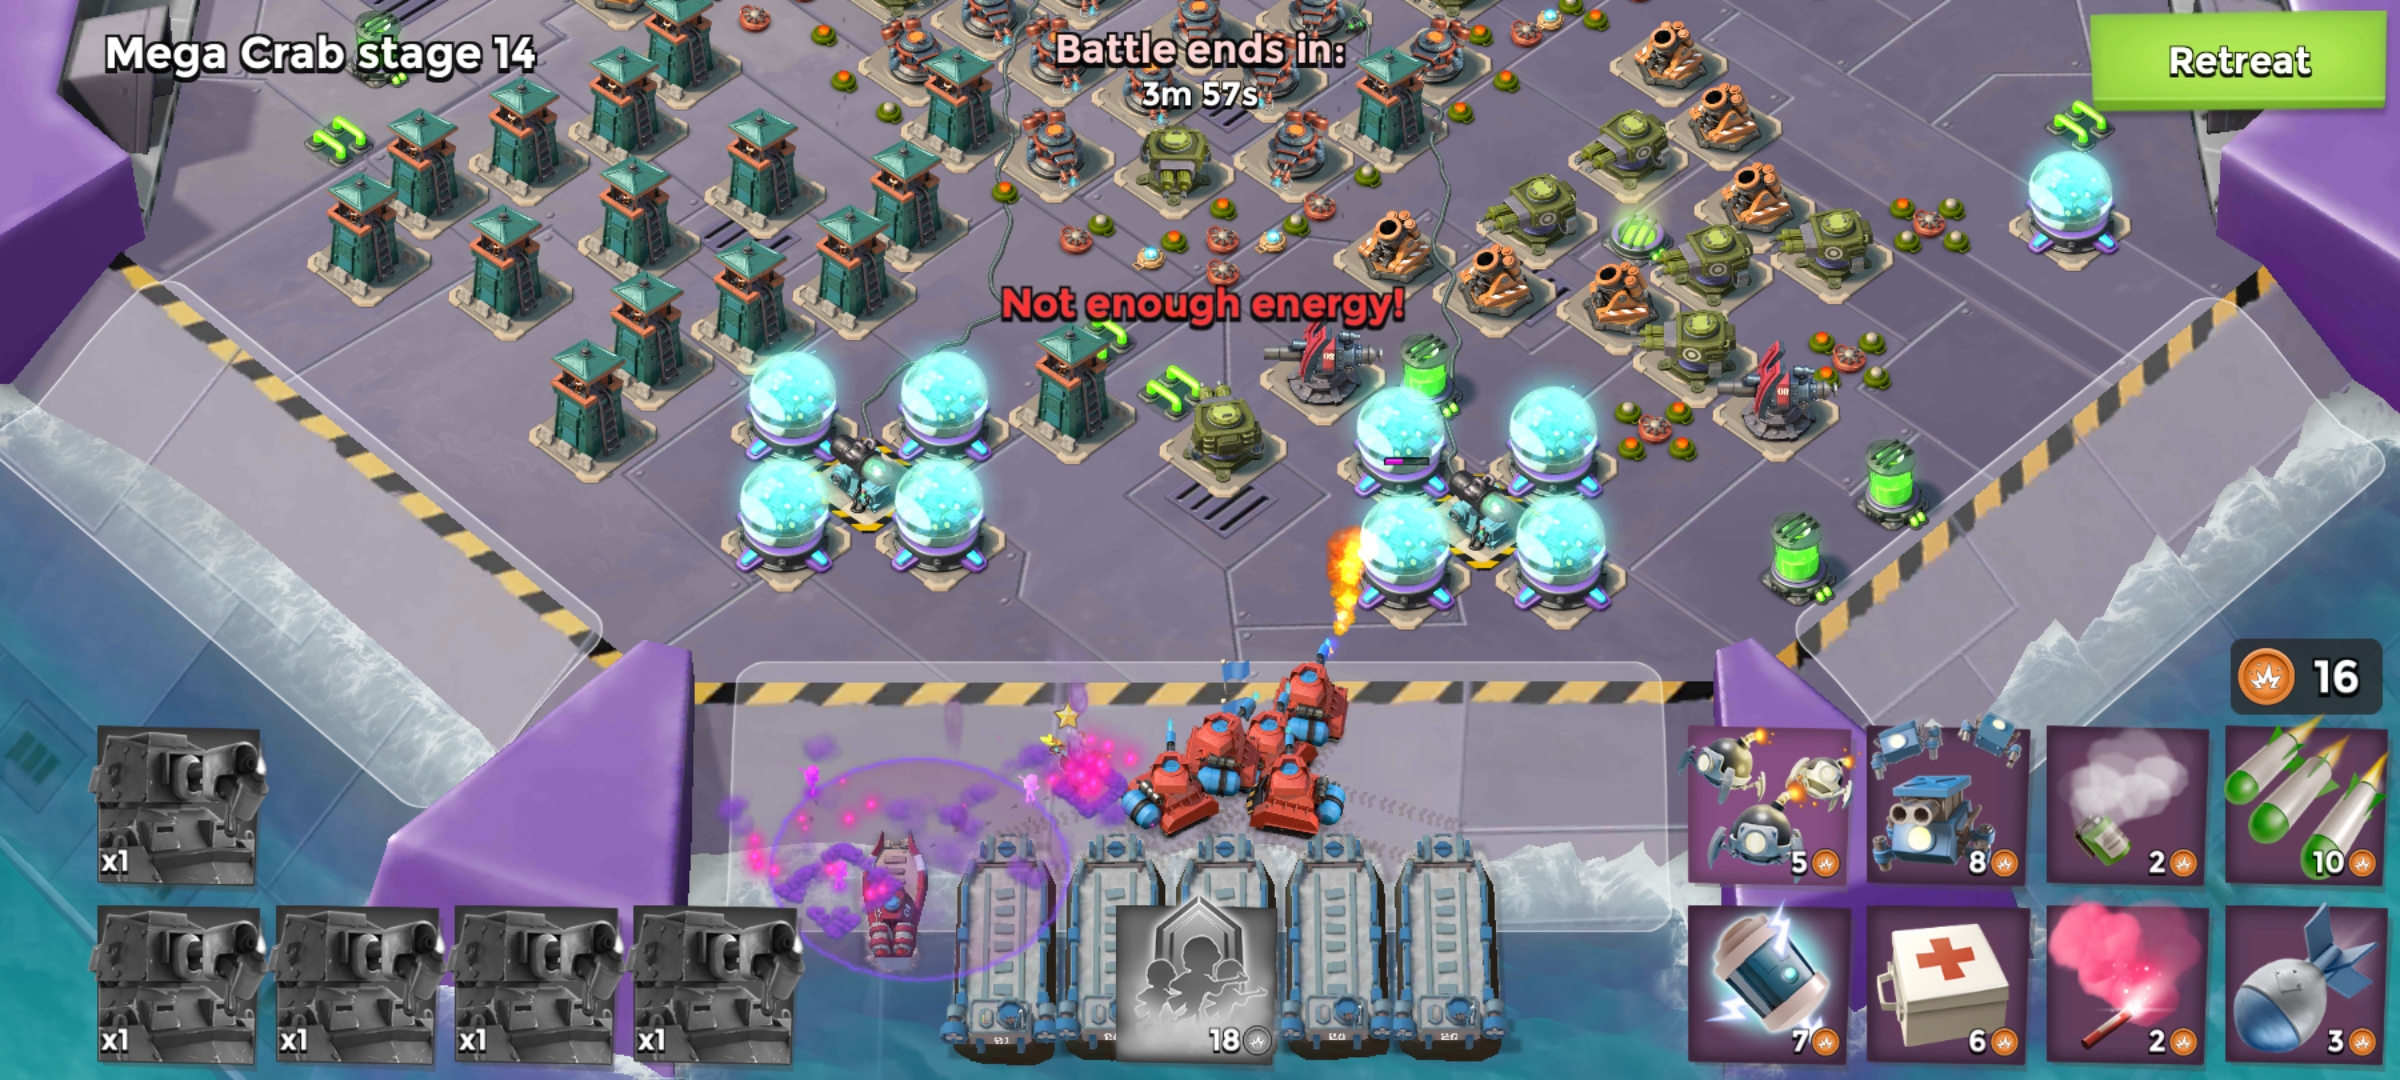 Mega Crab stage 14
Battle ends in:
3m 57s
Retreat
Not enough energy!
16
x1
5
8
2
10
x1
x1
x1
x1
18
7
6
2
3